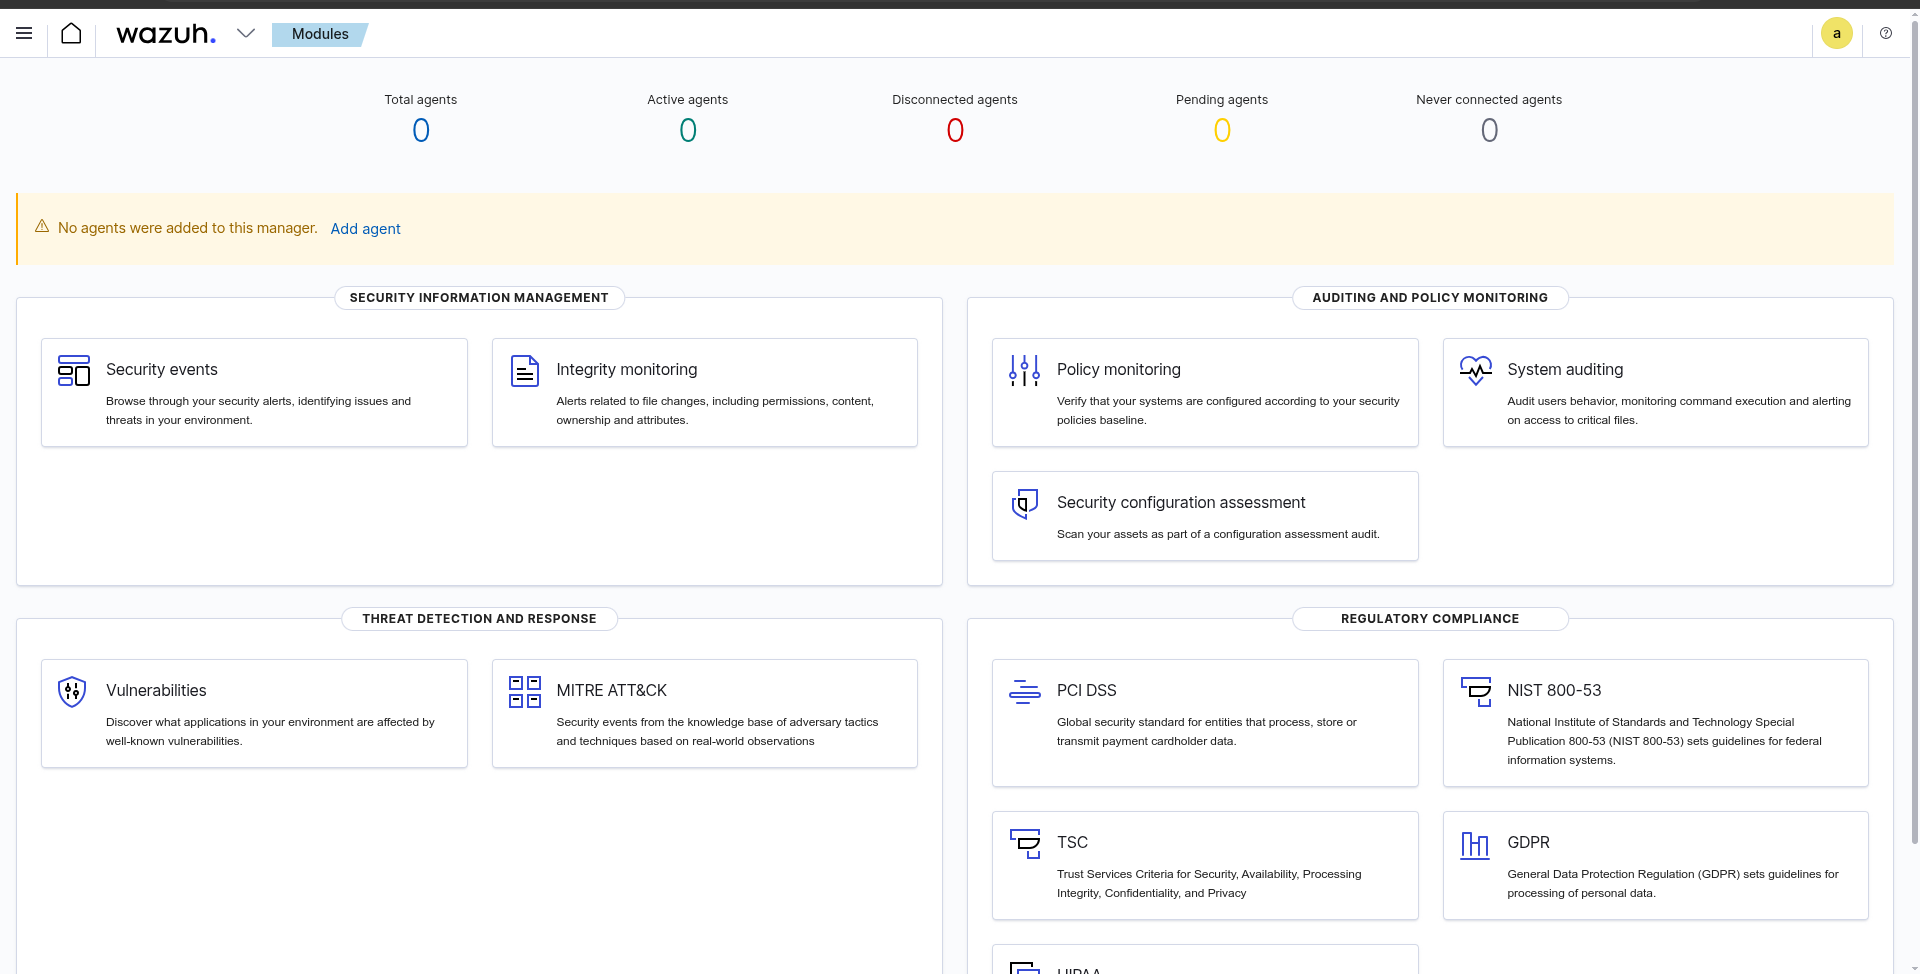 wazuh.
Modules
a
Total agents
0
Active agents
0
Disconnected agents
0
Pending agents
0
Never connected agents
0
No agents were added to this manager. Add agent
SECURITY INFORMATION MANAGEMENT
Security events
Browse through your security alerts, identifying issues and
threats in your environment.
Integrity monitoring
Alerts related to file changes, including permissions, content,
ownership and attributes.
AUDITING AND POLICY MONITORING
Policy monitoring
Verify that your systems are configured according to your security
policies baseline.
System auditing
Audit users behavior, monitoring command execution and alerting
on access to critical files.
Security configuration assessment
Scan your assets as part of a configuration assessment audit.
THREAT DETECTION AND RESPONSE
Vulnerabilities
Discover what applications in your environment are affected by
well-known vulnerabilities.
MITRE ATT&CK
Security events from the knowledge base of adversary tactics
and techniques based on real-world observations
REGULATORY COMPLIANCE
PCI DSS
Global security standard for entities that process, store or
transmit payment cardholder data.
NIST 800-53
National Institute of Standards and Technology Special
Publication 800-53 (NIST 800-53) sets guidelines for federal
information systems.
TSC
Trust Services Criteria for Security, Availability, Processing
Integrity, Confidentiality, and Privacy
GDPR
General Data Protection Regulation (GDPR) sets guidelines for
processing of personal data.
HIPAA